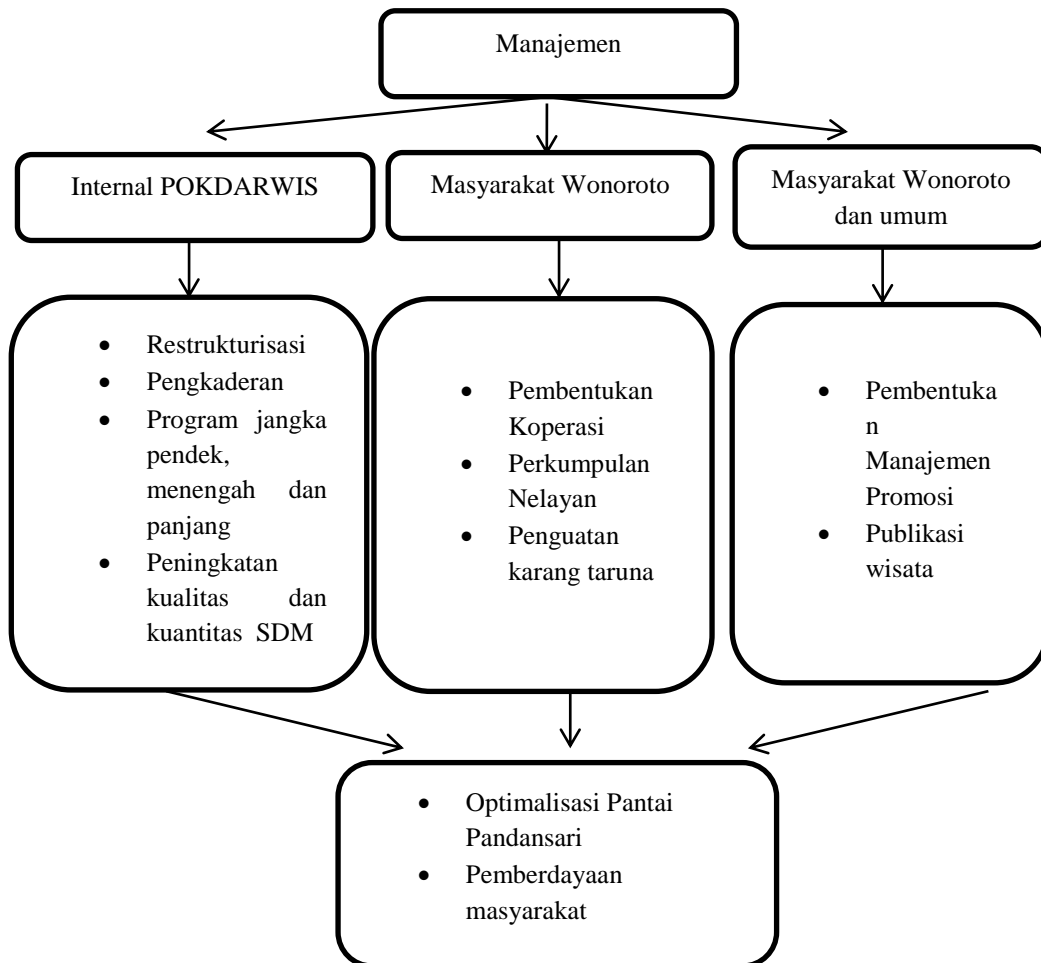 Manajemen
Internal POKDARWIS
Masyarakat Wonoroto
Masyarakat Wonoroto
dan umum
• Restrukturisasi
• Pengkaderan
• Program jangka
pendek,
menengah dan
panjang
• Peningkatan
kualitas dan
kuantitas SDM
• Pembentukan
Koperasi
• Perkumpulan
Nelayan
• Penguatan
karang taruna
• Pembentuka
n
Manajemen
Promosi
• Publikasi
wisata
• Optimalisasi Pantai
Pandansari
• Pemberdayaan
masyarakat